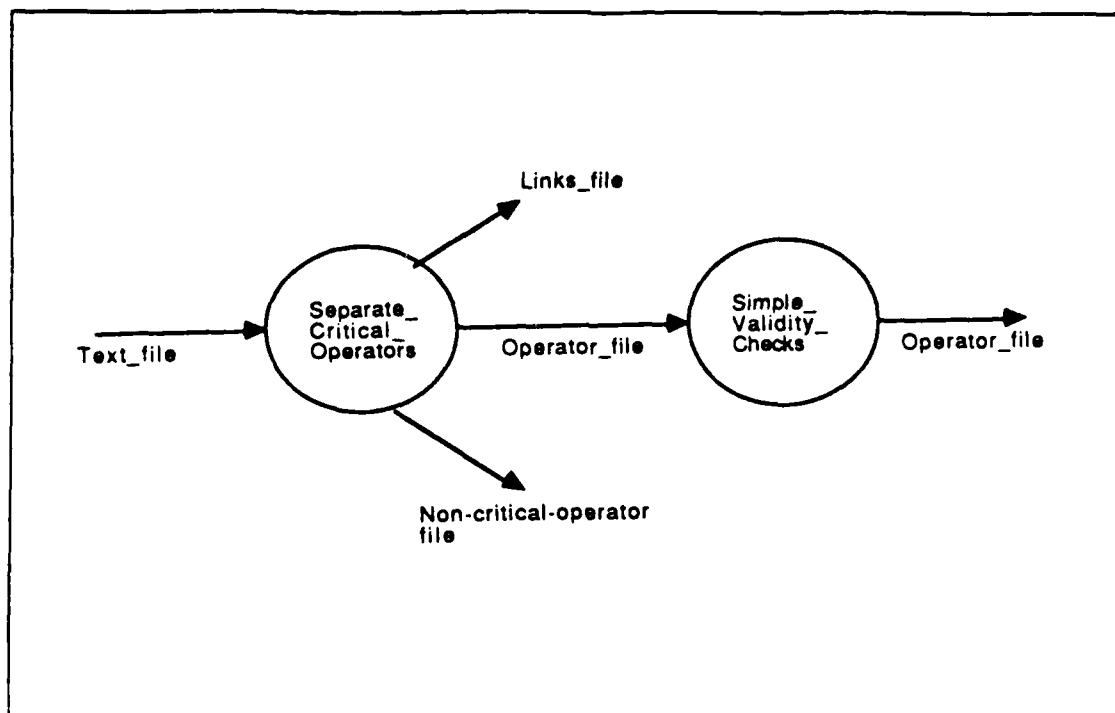 Links_file
Separate_
Critical_
Operators
Simple_
Validity_
Checks
Text_file
Operator_file
Operator_file
Non-critical-operator
file